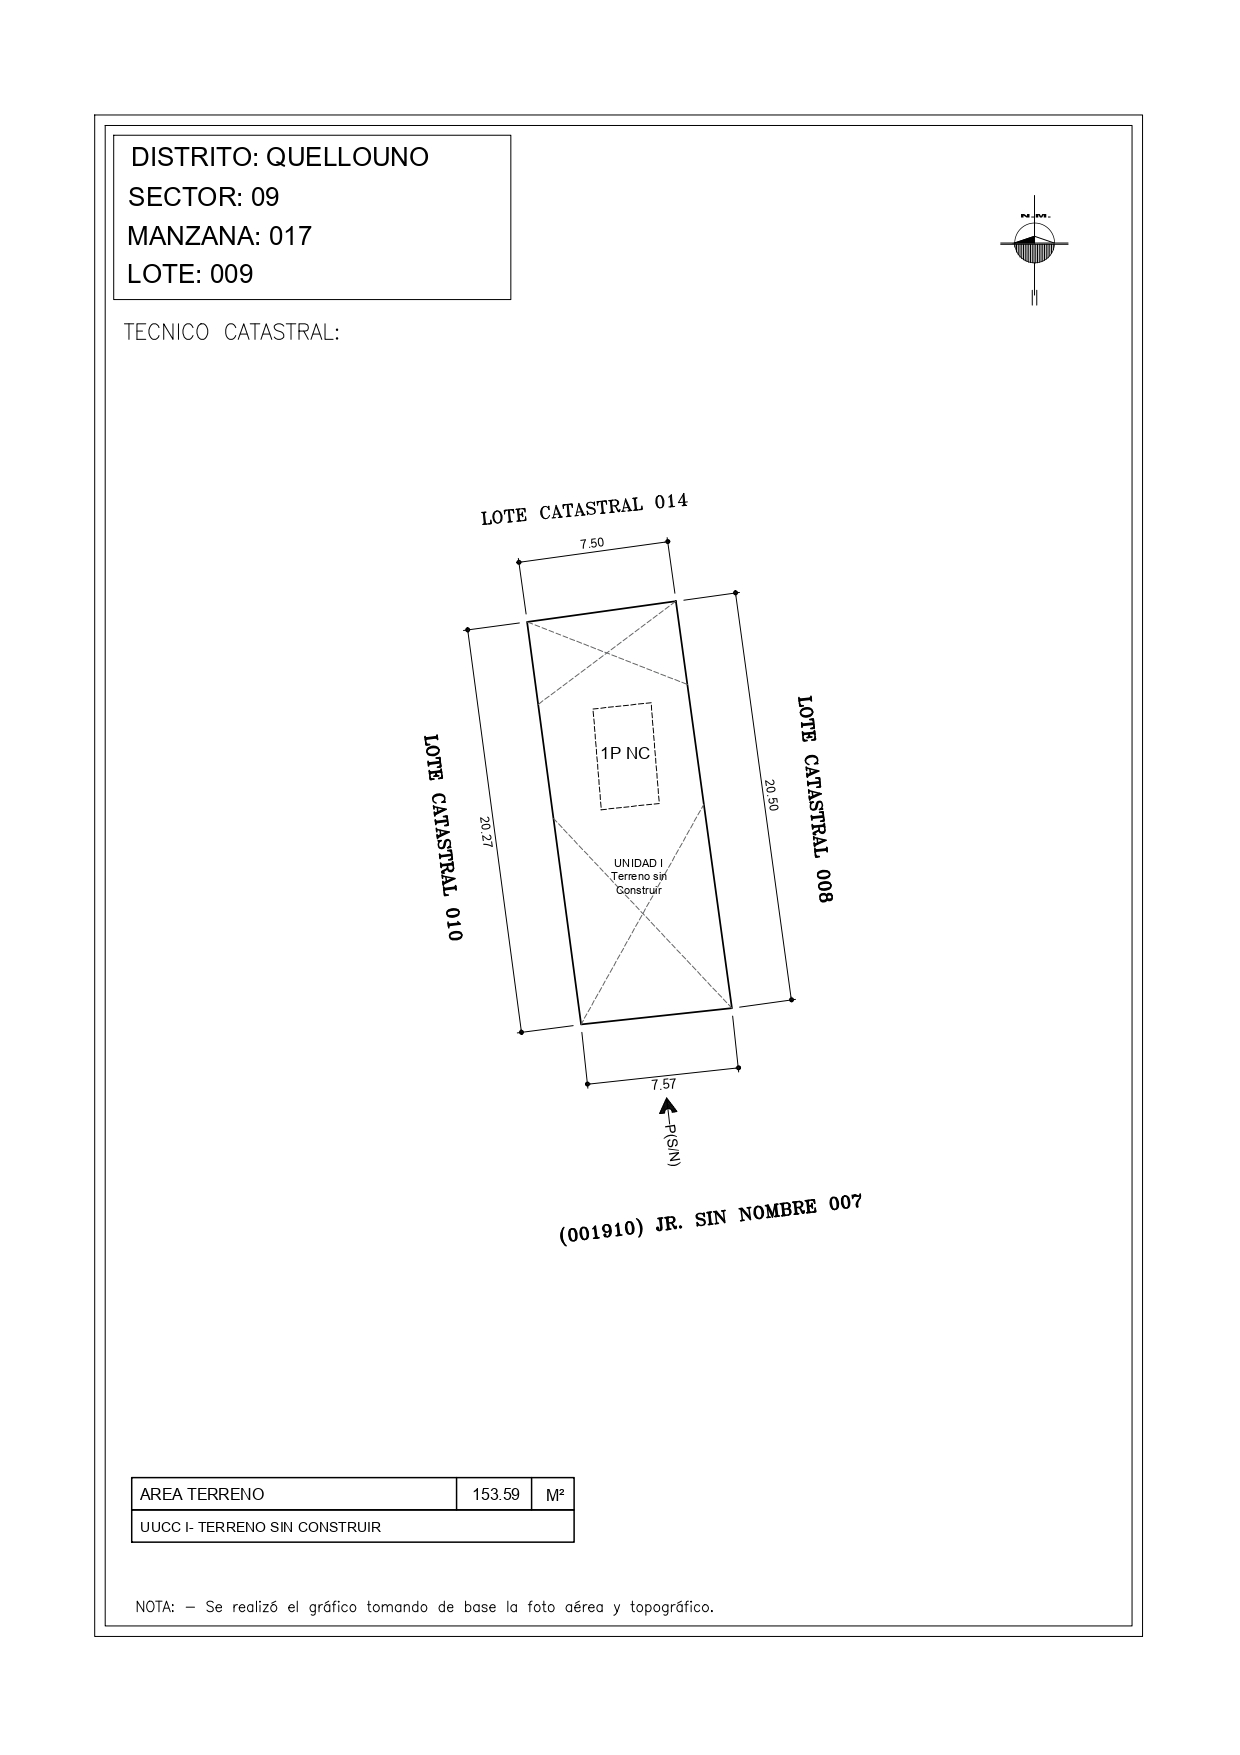 DISTRITO: QUELLOUNO
SECTOR: 09
MANZANA: 017
LOTE: 009
N.M.
TECNICO CATASTRAL:
LOTE CATASTRAL 014
7.50
LOTE CATASTRAL 010
20.27
1P NC
UNIDAD I
Terreno sin
Construir
20.50
LOTE CATASTRAL 008
7.57
P(S/N)
(001910) JR. SIN NOMBRE 007
AREA TERRENO 153.59 M²
UUCC I- TERRENO SIN CONSTRUIR
NOTA: – Se realizó el gráfico tomando de base la foto aérea y topográfico.